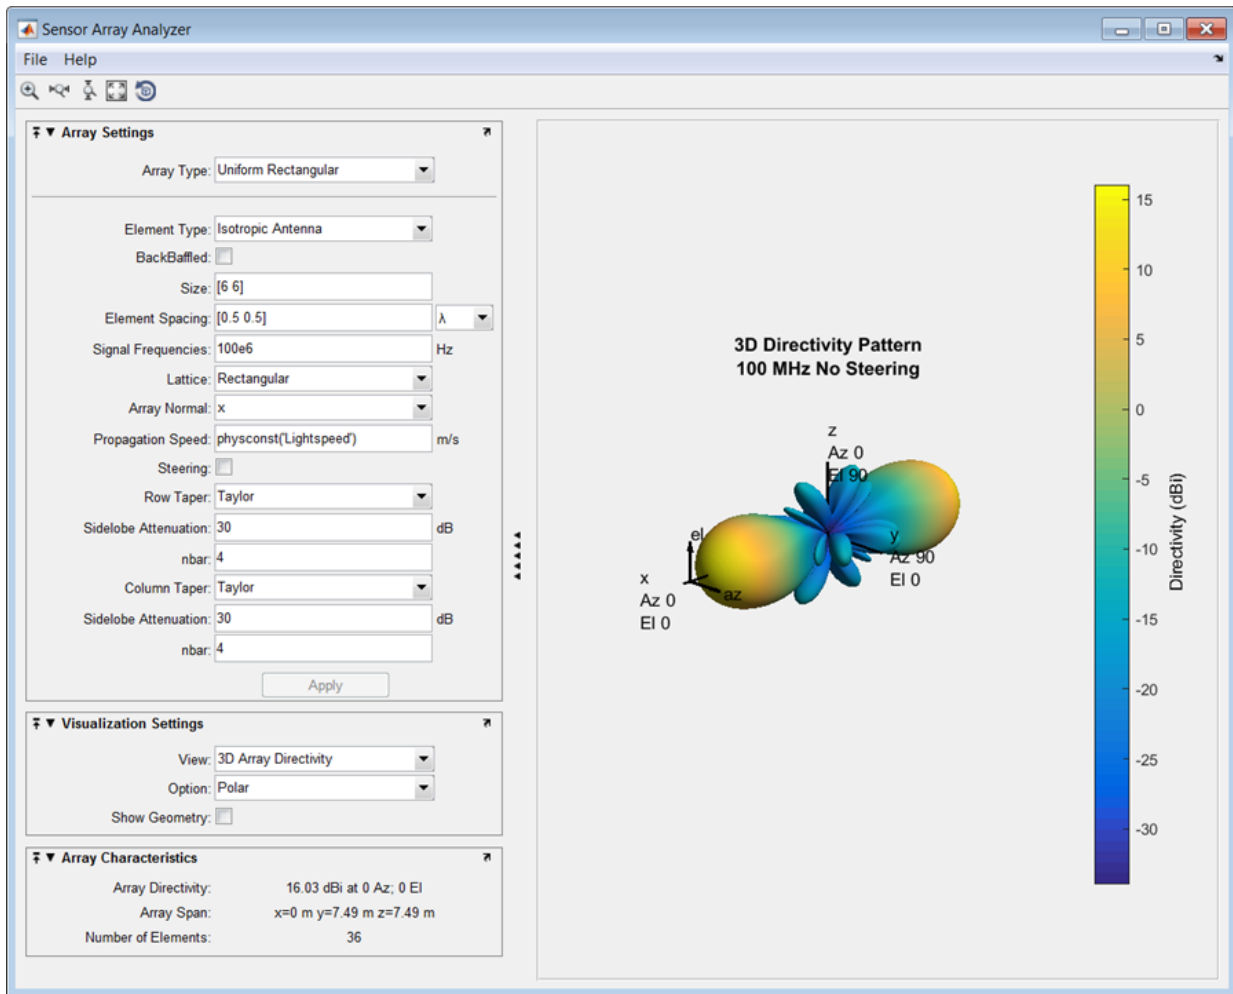 Sensor Array Analyzer
File Help
Array Settings
Array Type: Uniform Rectangular
Element Type: Isotropic Antenna
BackBaffled:
Size: [6 6]
Element Spacing: [0.5 0.5] λ
Signal Frequencies: 100e6 Hz
Lattice: Rectangular
Array Normal: x
Propagation Speed: physconst('Lightspeed') m/s
Steering:
Row Taper: Taylor
Sidelobe Attenuation: 30 dB
nbar: 4
Column Taper: Taylor
Sidelobe Attenuation: 30 dB
nbar: 4
Apply
Visualization Settings
View: 3D Array Directivity
Option: Polar
Show Geometry:
Array Characteristics
Array Directivity: 16.03 dBi at 0 Az; 0 El
Array Span: x=0 m y=7.49 m z=7.49 m
Number of Elements: 36
3D Directivity Pattern
100 MHz No Steering
z
Az 0
El 90
el
az
x
Az 0
El 0
y
Az 90
El 0
15
10
5
0
-5
-10
-15
-20
-25
-30
Directivity (dBi)